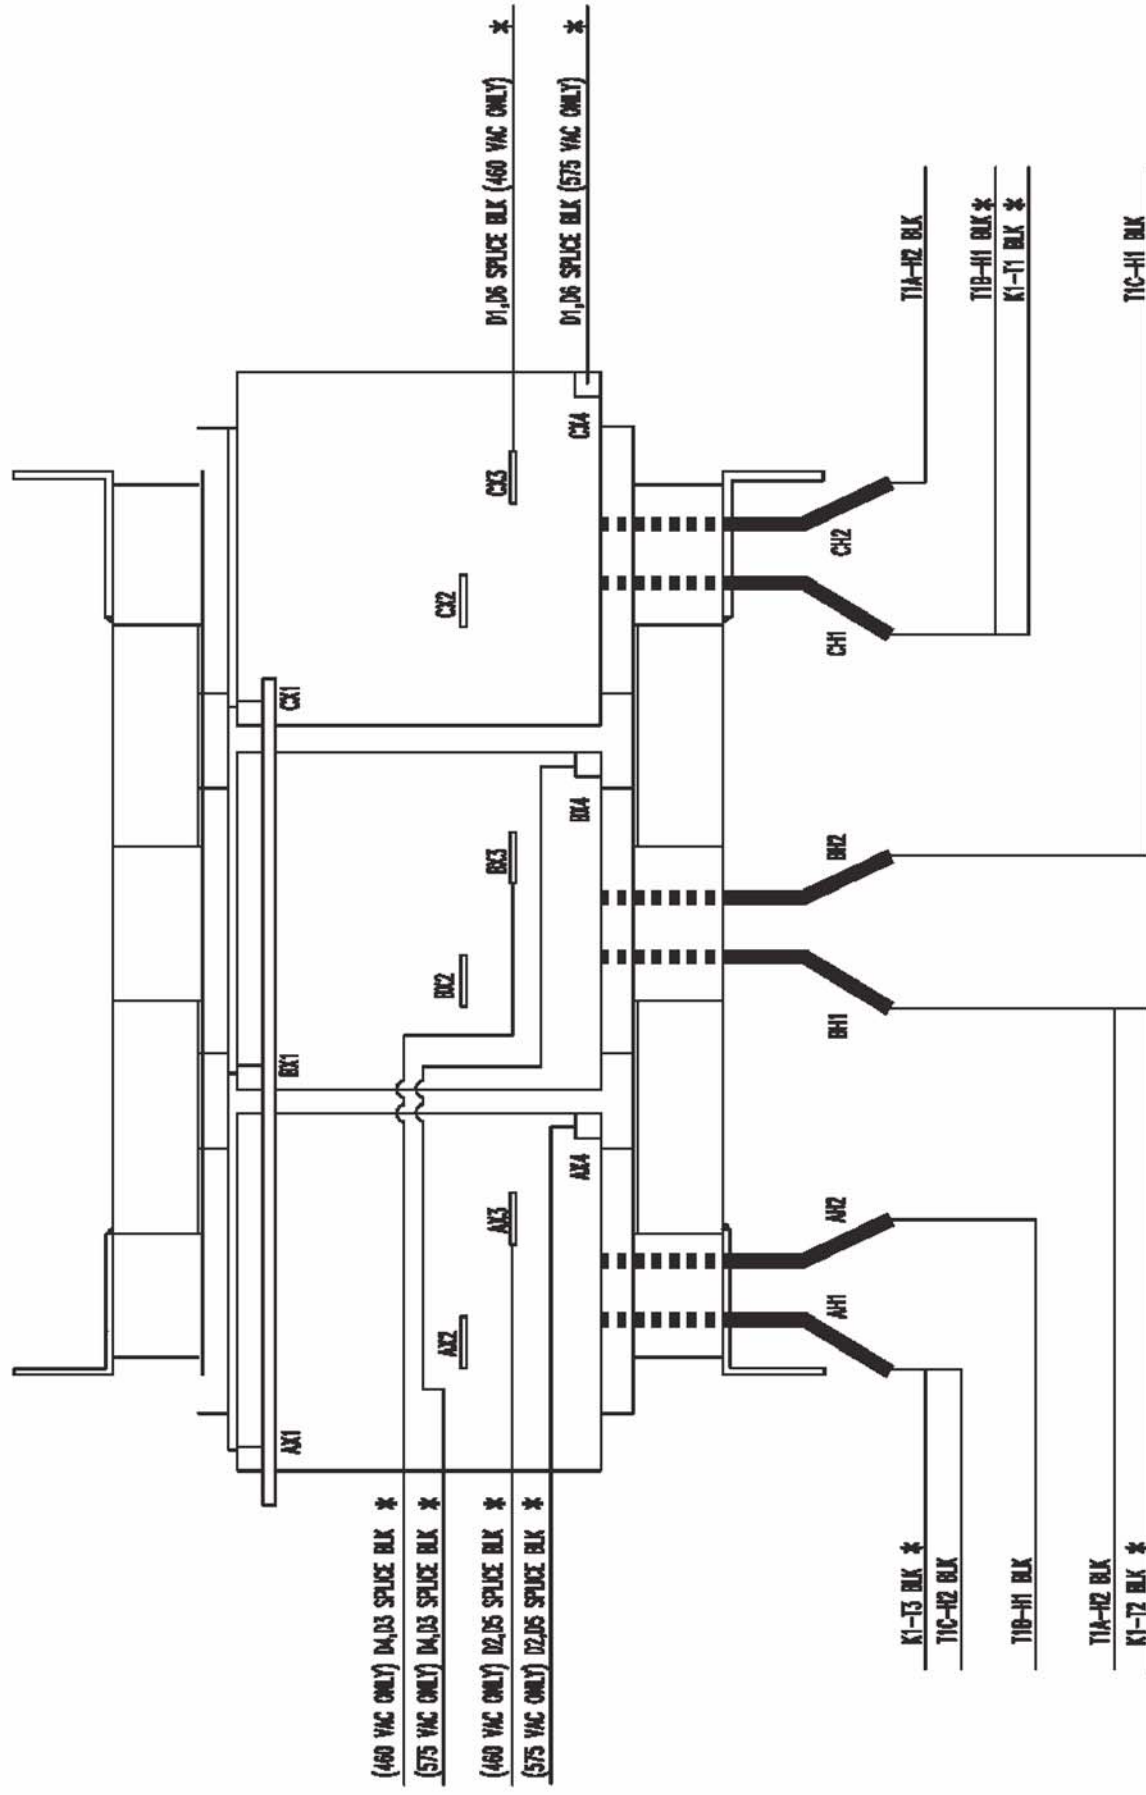 (460 VAC ONLY) D4,D3 SPLICE BLK *
(575 VAC ONLY) D4,D3 SPLICE BLK *
(460 VAC ONLY) D2,D5 SPLICE BLK *
(575 VAC ONLY) D2,D5 SPLICE BLK *
AX1
BX1
CX1
AX2
BX2
CX2
AX3
BX3
CX3
AX4
BX4
CX4
D1,D6 SPLICE BLK (460 VAC ONLY) *
D1,D6 SPLICE BLK (575 VAC ONLY) *
AH1
AH2
BH1
BH2
CH1
CH2
K1-T3 BLK *
T1C-H2 BLK
T1B-H1 BLK
T1A-H2 BLK
K1-T2 BLK *
T1A-H2 BLK
T1B-H1 BLK *
K1-T1 BLK *
T1C-H1 BLK